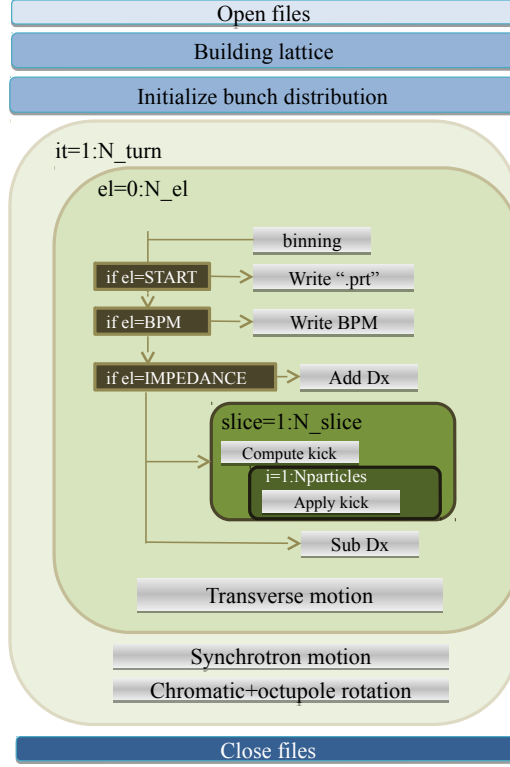 Open files
Building lattice
Initialize bunch distribution
it=1:N_turn
el=0:N_el
binning
if el=START
Write “.prt”
if el=BPM
Write BPM
if el=IMPEDANCE
Add Dx
slice=1:N_slice
Compute kick
i=1:Nparticles
Apply kick
Sub Dx
Transverse motion
Synchrotron motion
Chromatic+octupole rotation
Close files